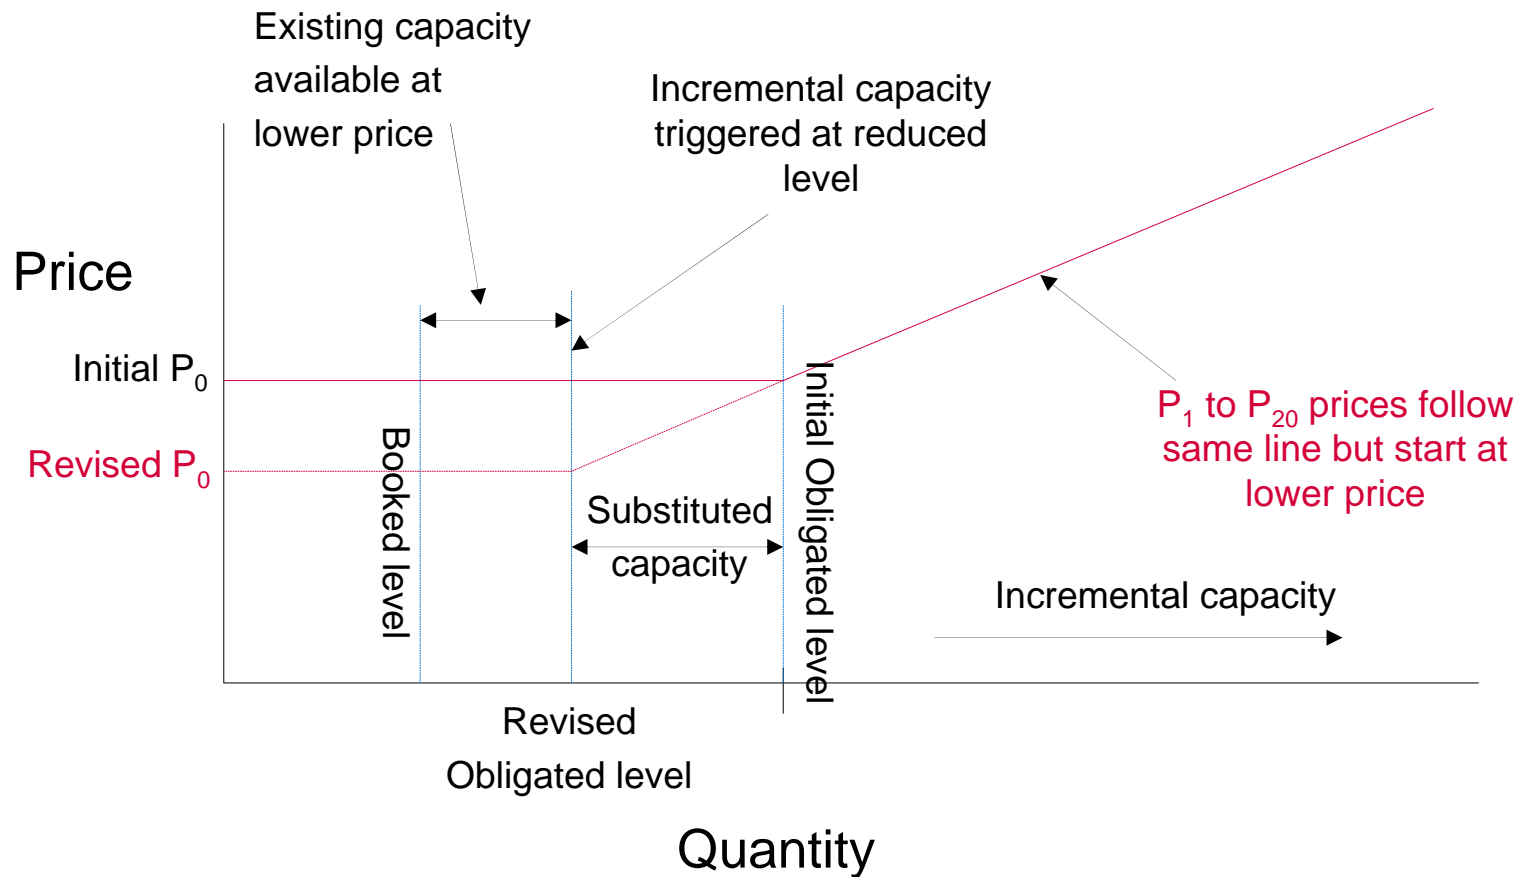 Existing capacity
available at
lower price
Incremental capacity
triggered at reduced
level
Price
Initial P0
Revised P0
Booked level
Initial Obligated level
P1 to P20 prices follow
same line but start at
lower price
Substituted
capacity
Incremental capacity
Revised
Obligated level
Quantity